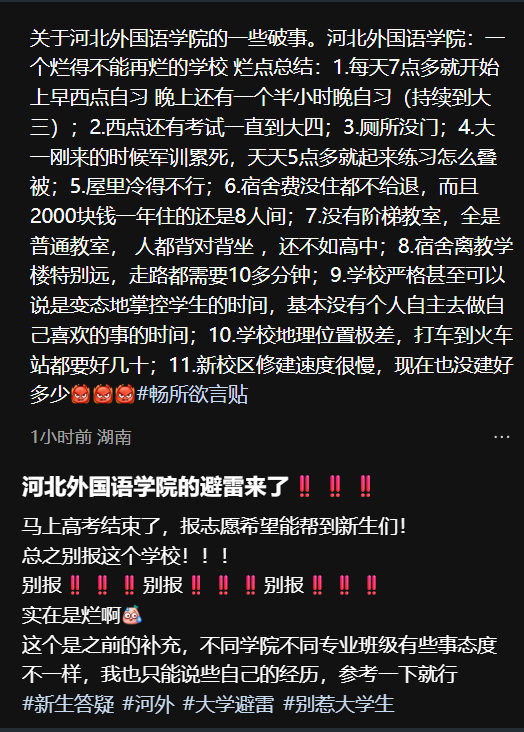 关于河北外国语学院的一些破事。河北外国语学院：一
个烂得不能再烂的学校 烂点总结：1.每天7点多就开始
上早西点自习 晚上还有一个半小时晚自习（持续到大
三）；2.西点还有考试一直到大四；3.厕所没门；4.大
一刚来的时候军训累死，天天5点多就起来练习怎么叠
被；5.屋里冷得不行；6.宿舍费没住都不给退，而且
2000块钱一年住的还是8人间；7.没有阶梯教室，全是
普通教室， 人都背对背坐 ，还不如高中；8.宿舍离教学
楼特别远，走路都需要10多分钟；9.学校严格甚至可以
说是变态地掌控学生的时间，基本没有个人自主去做自
己喜欢的事的时间；10.学校地理位置极差，打车到火车
站都要好几十；11.新校区修建速度很慢，现在也没建好
多少👹👹👹#畅所欲言贴
1小时前 湖南
...
河北外国语学院的避雷来了‼️‼️‼️
马上高考结束了，报志愿希望能帮到新生们！
总之别报这个学校！！！
别报‼️‼️‼️别报‼️‼️‼️别报‼️‼️‼️
实在是烂啊💩
这个是之前的补充，不同学院不同专业班级有些事态度
不一样，我也只能说些自己的经历，参考一下就行
#新生答疑 #河外 #大学避雷 #别惹大学生